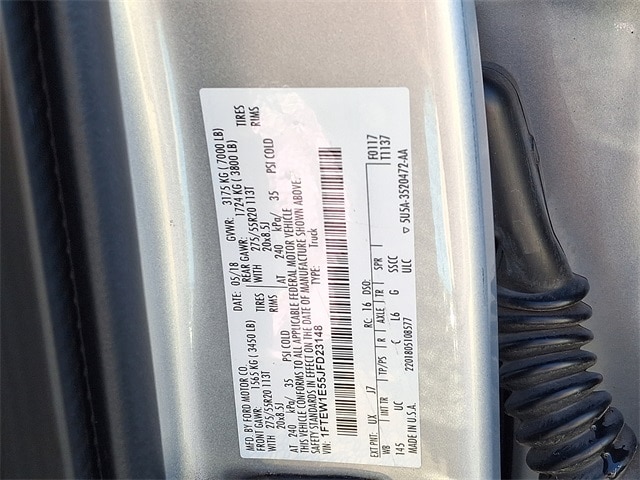 MFD. BY FORD MOTOR CO.
DATE: 05/18 GVWR: 3175 KG ( 7000 LB)
FRONT GAWR: 1565 KG ( 3450 LB) REAR GAWR: 1724 KG ( 3800 LB)
WITH 275/55R20 113T TIRES WITH 275/55R20 113T TIRES
20x8.5J RIMS 20x8.5J RIMS
AT 240 kPa/ 35 PSI COLD AT 240 kPa/ 35 PSI COLD
THIS VEHICLE CONFORMS TO ALL APPLICABLE FEDERAL MOTOR VEHICLE
SAFETY STANDARDS IN EFFECT ON THE DATE OF MANUFACTURE SHOWN ABOVE.
VIN: 1FTEW1E55JFD23148 TYPE: Truck
F0117
T1137
EXT PNT: UX J7 RC: 16 DSO:
WB INT TR TP/PS R AXLE TR SPR
145 UC C L6 G SSCC
ULC
MADE IN U.S.A. 2201805108577 5U5A-3520472-AA